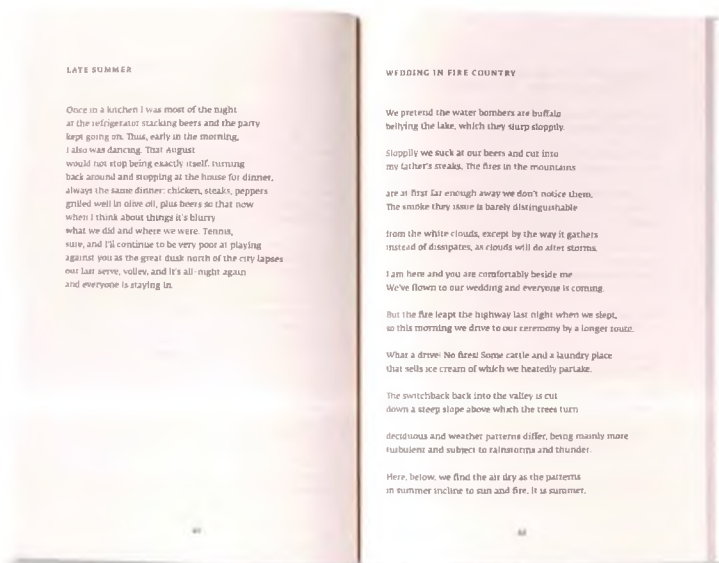 LATE SUMMER
Once in a kitchen I was most of the night
at the refrigerator stacking beers and the party
kept going on. Thus, early in the morning,
I also was dancing. That August
would not stop being exactly itself, turning
back around and stopping at the house for dinner,
always the same dinner: chicken, steaks, peppers
grilled well in olive oil, plus beers so that now
when I think about things it's blurry
what we did and where we were. Tennis,
sure, and I'll continue to be very poor at playing
against you as the great dusk north of the city lapses
our last serve, volley, and it's all-night again
and everyone is staying in.
WEDDING IN FIRE COUNTRY
We pretend the water bombers are buffalo
bellying the lake, which they slurp sloppily.
Sloppily we suck at our beers and cut into
my father's steaks. The fires in the mountains
are at first far enough away we don't notice them.
The smoke they issue is barely distinguishable
from the white clouds, except by the way it gathers
instead of dissipates, as clouds will do after storms.
I am here and you are comfortably beside me
We've flown to our wedding and everyone is coming.
But the fire leapt the highway last night when we slept,
so this morning we drive to our ceremony by a longer route.
What a drive! No fires! Some cattle and a laundry place
that sells ice cream of which we heatedly partake.
The switchback back into the valley is cut
down a steep slope above which the trees turn
deciduous and weather patterns differ, being mainly more
turbulent and subject to rainstorms and thunder.
Here, below, we find the air dry as the patterns
in summer incline to sun and fire. It is summer.